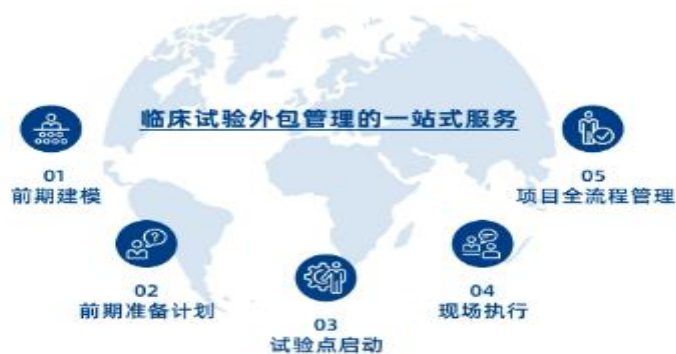 临床试验外包管理的一站式服务
01
前期建模
02
前期准备计划
03
试验点启动
04
现场执行
05
项目全流程管理